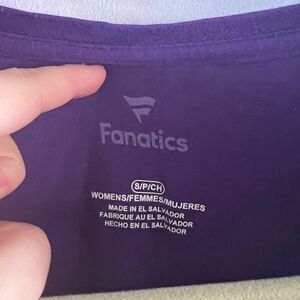 Fanatics
S/P/CH
WOMENS/FEMMES/MUJERES
MADE IN EL SALVADOR
FABRIQUE AU EL SALVADOR
HECHO EN EL SALVADOR